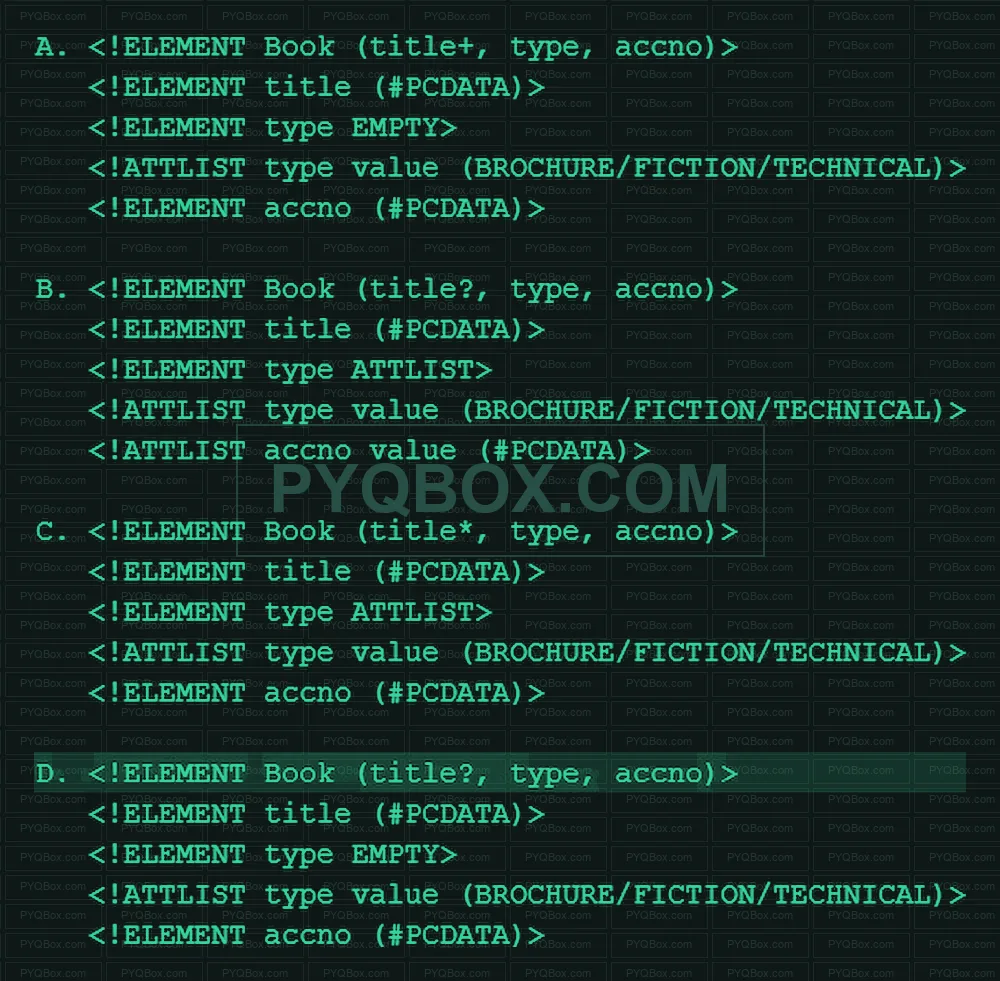 A. <!ELEMENT Book (title+, type, accno)>
<!ELEMENT title (#PCDATA)>
<!ELEMENT type EMPTY>
<!ATTLIST type value (BROCHURE/FICTION/TECHNICAL)>
<!ELEMENT accno (#PCDATA)>
B. <!ELEMENT Book (title?, type, accno)>
<!ELEMENT title (#PCDATA)>
<!ELEMENT type ATTLIST>
<!ATTLIST type value (BROCHURE/FICTION/TECHNICAL)>
<!ATTLIST accno value (#PCDATA)>
PYQBOX.COM
C. <!ELEMENT Book (title*, type, accno)>
<!ELEMENT title (#PCDATA)>
<!ELEMENT type ATTLIST>
<!ATTLIST type value (BROCHURE/FICTION/TECHNICAL)>
<!ELEMENT accno (#PCDATA)>
D. <!ELEMENT Book (title?, type, accno)>
<!ELEMENT title (#PCDATA)>
<!ELEMENT type EMPTY>
<!ATTLIST type value (BROCHURE/FICTION/TECHNICAL)>
<!ELEMENT accno (#PCDATA)>